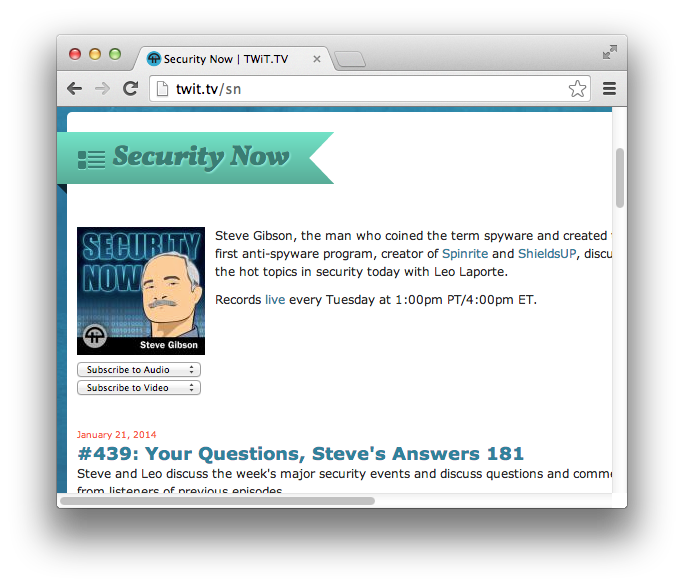 Security Now | TWiT.TV
twit.tv/sn
Security Now
SECURITY
NOW
Steve Gibson
Steve Gibson, the man who coined the term spyware and created
first anti-spyware program, creator of Spinrite and ShieldsUP, discu
the hot topics in security today with Leo Laporte.
Records live every Tuesday at 1:00pm PT/4:00pm ET.
Subscribe to Audio
Subscribe to Video
January 21, 2014
#439: Your Questions, Steve's Answers 181
Steve and Leo discuss the week's major security events and discuss questions and comme
from listeners of previous episodes